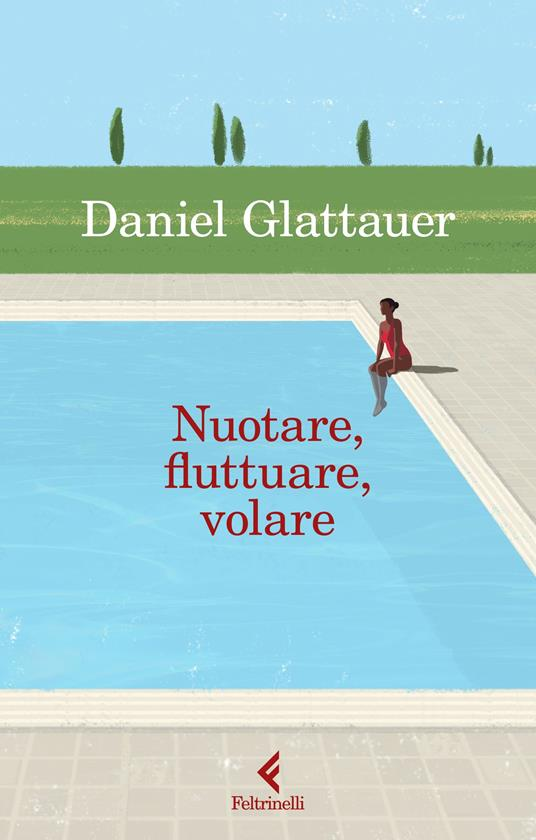 Daniel Glattauer
Nuotare,
fluttuare,
volare
Feltrinelli